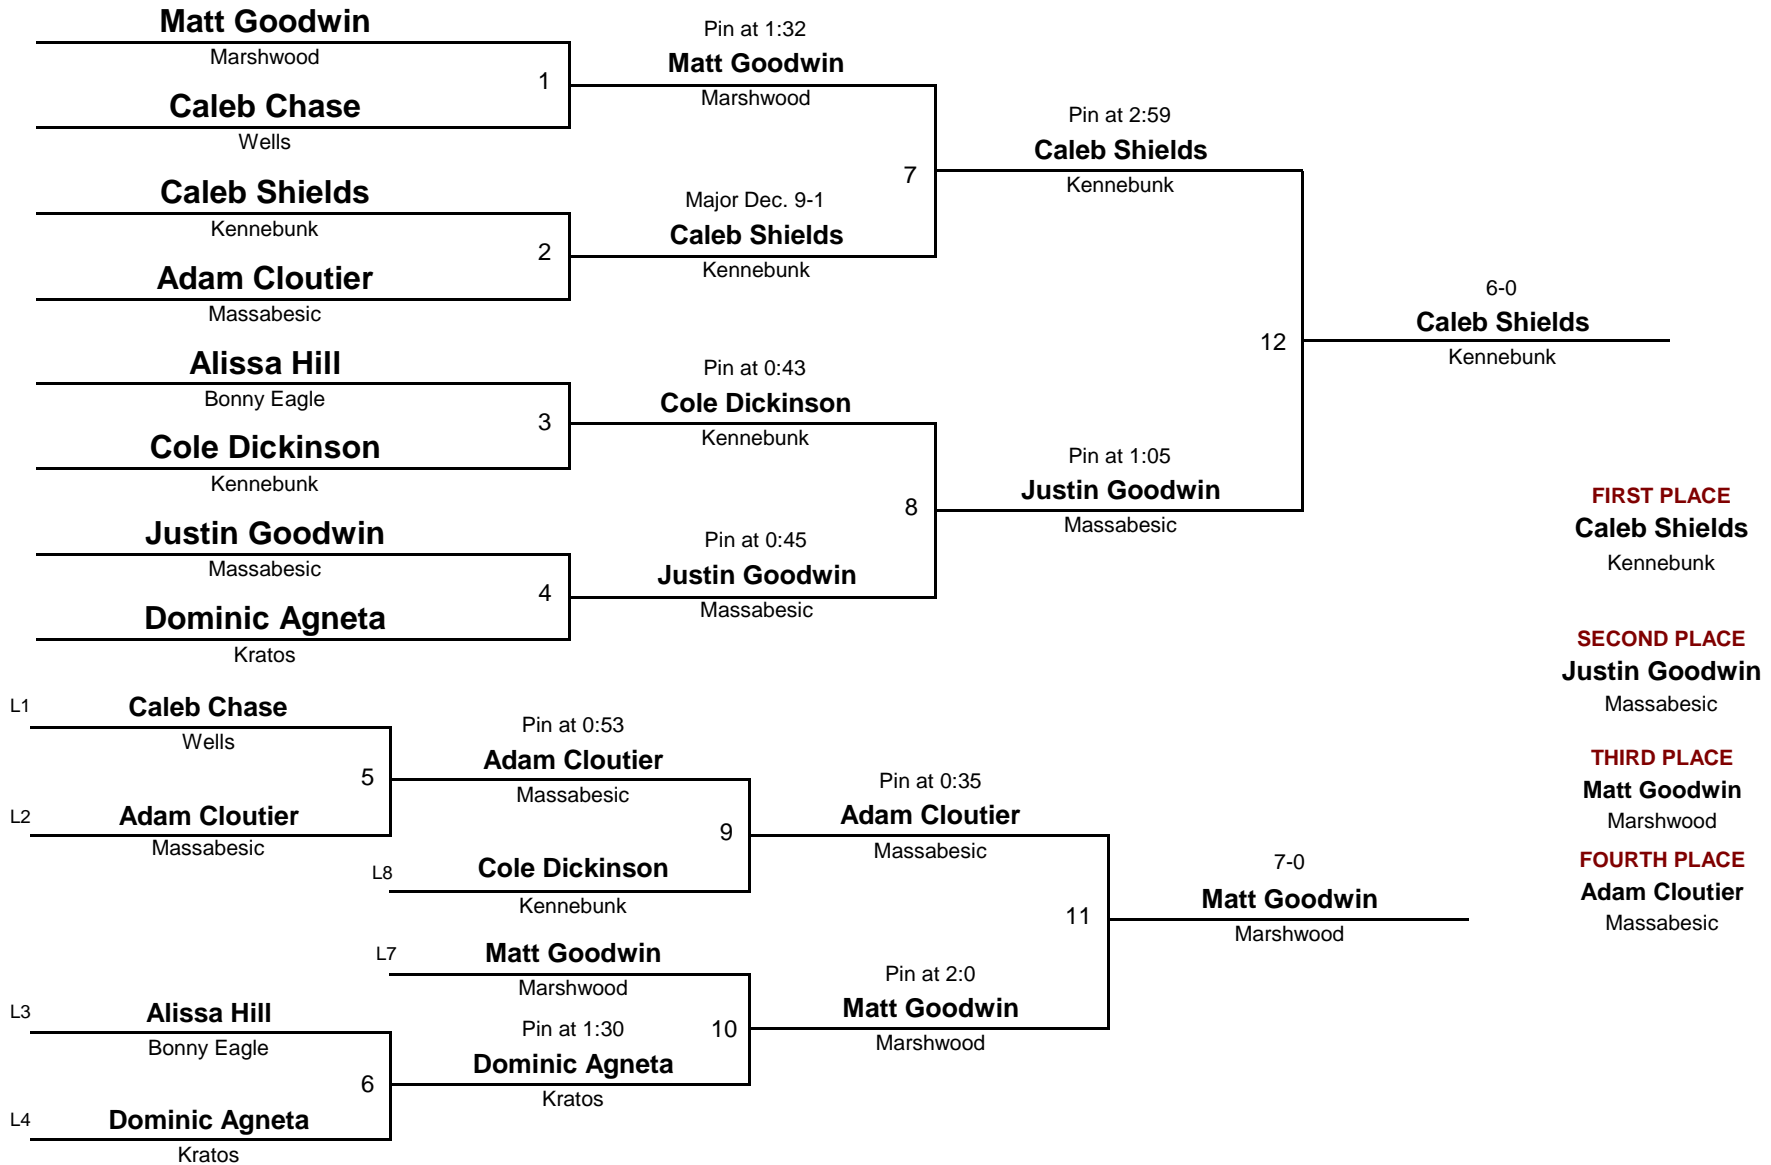 Matt Goodwin
Marshwood
1
Caleb Chase
Wells
Caleb Shields
Kennebunk
2
Adam Cloutier
Massabesic
Alissa Hill
Bonny Eagle
3
Cole Dickinson
Kennebunk
Justin Goodwin
Massabesic
4
Dominic Agneta
Kratos
Pin at 1:32
Matt Goodwin
Marshwood
7
Major Dec. 9-1
Caleb Shields
Kennebunk
Pin at 0:43
Cole Dickinson
Kennebunk
8
Pin at 0:45
Justin Goodwin
Massabesic
Pin at 2:59
Caleb Shields
Kennebunk
12
Pin at 1:05
Justin Goodwin
Massabesic
6-0
Caleb Shields
Kennebunk
L1
Caleb Chase
Wells
5
L2
Adam Cloutier
Massabesic
L3
Alissa Hill
Bonny Eagle
6
L4
Dominic Agneta
Kratos
Pin at 0:53
Adam Cloutier
Massabesic
9
L8
Cole Dickinson
Kennebunk
L7
Matt Goodwin
Marshwood
10
Pin at 1:30
Dominic Agneta
Kratos
Pin at 0:35
Adam Cloutier
Massabesic
11
Pin at 2:0
Matt Goodwin
Marshwood
7-0
Matt Goodwin
Marshwood
FIRST PLACE
Caleb Shields
Kennebunk
SECOND PLACE
Justin Goodwin
Massabesic
THIRD PLACE
Matt Goodwin
Marshwood
FOURTH PLACE
Adam Cloutier
Massabesic